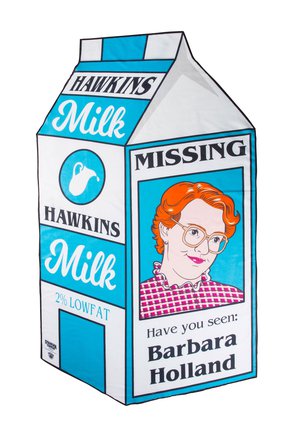 HAWKINS
Milk
HAWKINS
Milk
2% LOWFAT
MISSING
Have you seen:
Barbara
Holland